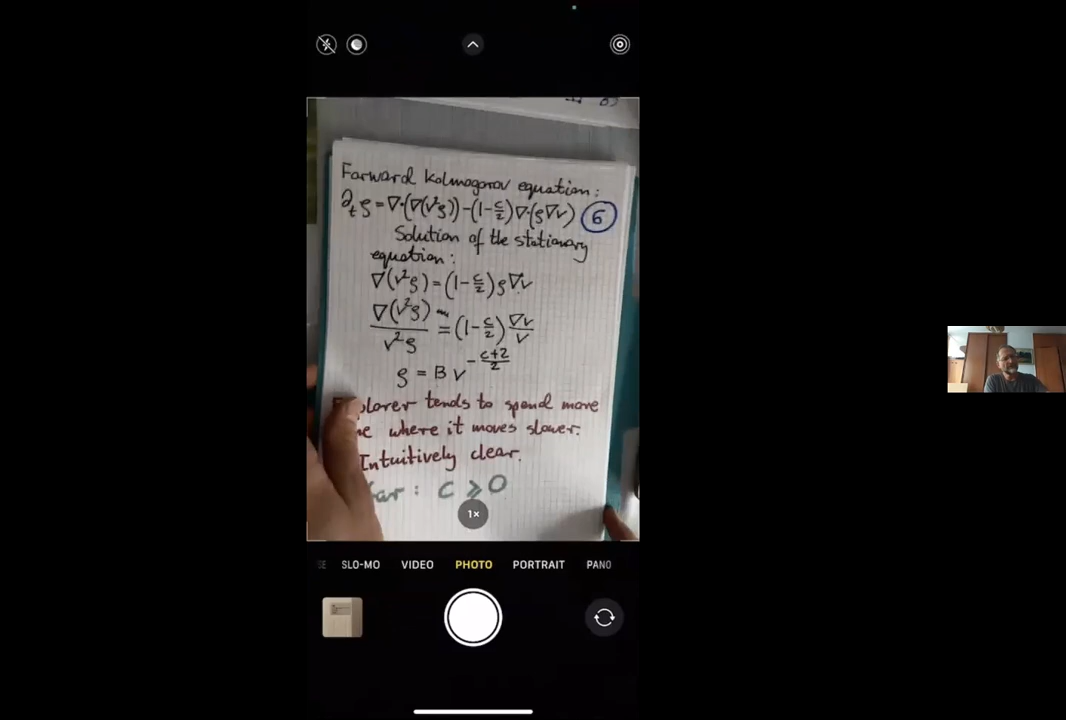 Forward Kolmogorov equation:
∂ₜρ = ∇·(∇(v²ρ)) − (1 − c/2)∇·(ρ∇v) 6
Solution of the stationary
equation:
∇(v²ρ) = (1 − c/2)ρ∇v
∇(v²ρ)/v²ρ = (1 − c/2) ∇v/v
ρ = B v^(−(c+2)/2)
plorer tends to spend more
e where it moves slower.
Intuitively clear.
far : c ⩾ 0
1×
SLO-MO VIDEO PHOTO PORTRAIT PANO